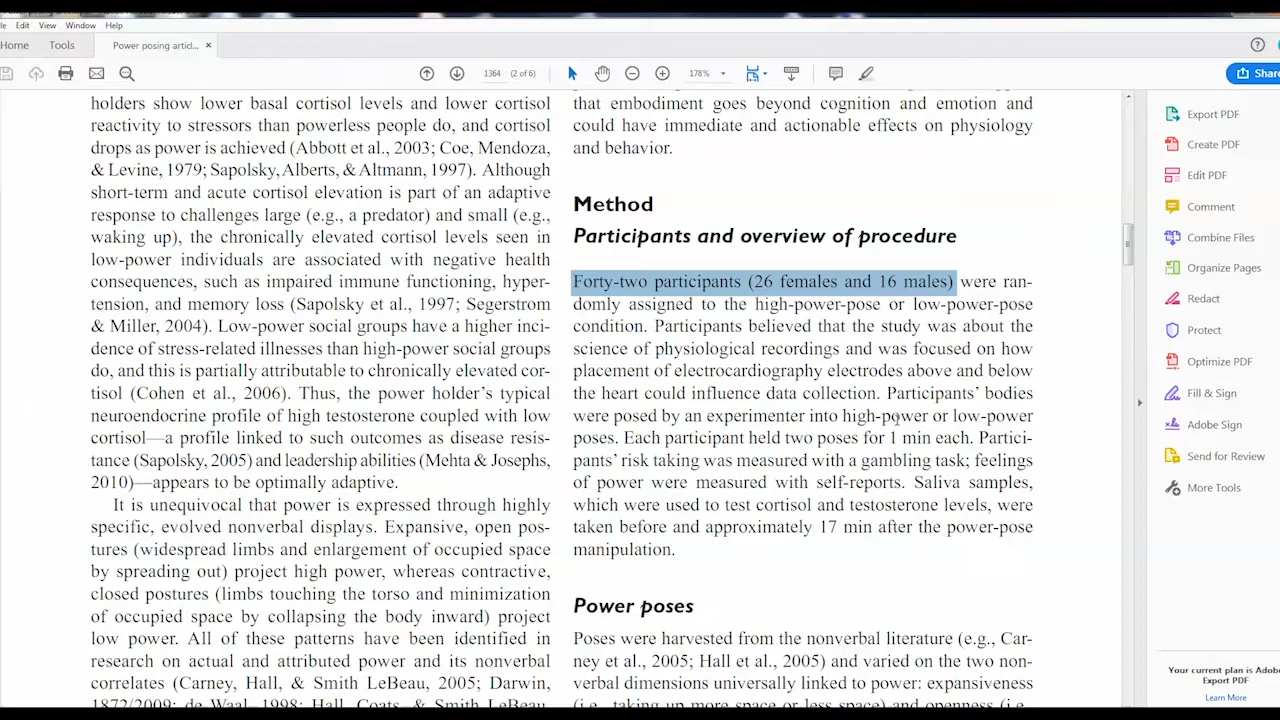 Edit View Window Help
Home Tools Power posing articl... ×
1364 (2 of 6) 178% Share
holders show lower basal cortisol levels and lower cortisol
reactivity to stressors than powerless people do, and cortisol
drops as power is achieved (Abbott et al., 2003; Coe, Mendoza,
& Levine, 1979; Sapolsky, Alberts, & Altmann, 1997). Although
short-term and acute cortisol elevation is part of an adaptive
response to challenges large (e.g., a predator) and small (e.g.,
waking up), the chronically elevated cortisol levels seen in
low-power individuals are associated with negative health
consequences, such as impaired immune functioning, hyper-
tension, and memory loss (Sapolsky et al., 1997; Segerstrom
& Miller, 2004). Low-power social groups have a higher inci-
dence of stress-related illnesses than high-power social groups
do, and this is partially attributable to chronically elevated cor-
tisol (Cohen et al., 2006). Thus, the power holder's typical
neuroendocrine profile of high testosterone coupled with low
cortisol—a profile linked to such outcomes as disease resis-
tance (Sapolsky, 2005) and leadership abilities (Mehta & Josephs,
2010)—appears to be optimally adaptive.
It is unequivocal that power is expressed through highly
specific, evolved nonverbal displays. Expansive, open pos-
tures (widespread limbs and enlargement of occupied space
by spreading out) project high power, whereas contractive,
closed postures (limbs touching the torso and minimization
of occupied space by collapsing the body inward) project
low power. All of these patterns have been identified in
research on actual and attributed power and its nonverbal
correlates (Carney, Hall, & Smith LeBeau, 2005; Darwin,
1872/2009; de Waal, 1998; Hall, Coats, & Smith LeBeau,
that embodiment goes beyond cognition and emotion and
could have immediate and actionable effects on physiology
and behavior.
Method
Participants and overview of procedure
Forty-two participants (26 females and 16 males) were ran-
domly assigned to the high-power-pose or low-power-pose
condition. Participants believed that the study was about the
science of physiological recordings and was focused on how
placement of electrocardiography electrodes above and below
the heart could influence data collection. Participants' bodies
were posed by an experimenter into high-power or low-power
poses. Each participant held two poses for 1 min each. Partici-
pants' risk taking was measured with a gambling task; feelings
of power were measured with self-reports. Saliva samples,
which were used to test cortisol and testosterone levels, were
taken before and approximately 17 min after the power-pose
manipulation.
Power poses
Poses were harvested from the nonverbal literature (e.g., Car-
ney et al., 2005; Hall et al., 2005) and varied on the two non-
verbal dimensions universally linked to power: expansiveness
(i.e., taking up more space or less space) and openness (i.e.,
Export PDF
Create PDF
Edit PDF
Comment
Combine Files
Organize Pages
Redact
Protect
Optimize PDF
Fill & Sign
Adobe Sign
Send for Review
More Tools
Your current plan is Adobe
Export PDF
Learn More